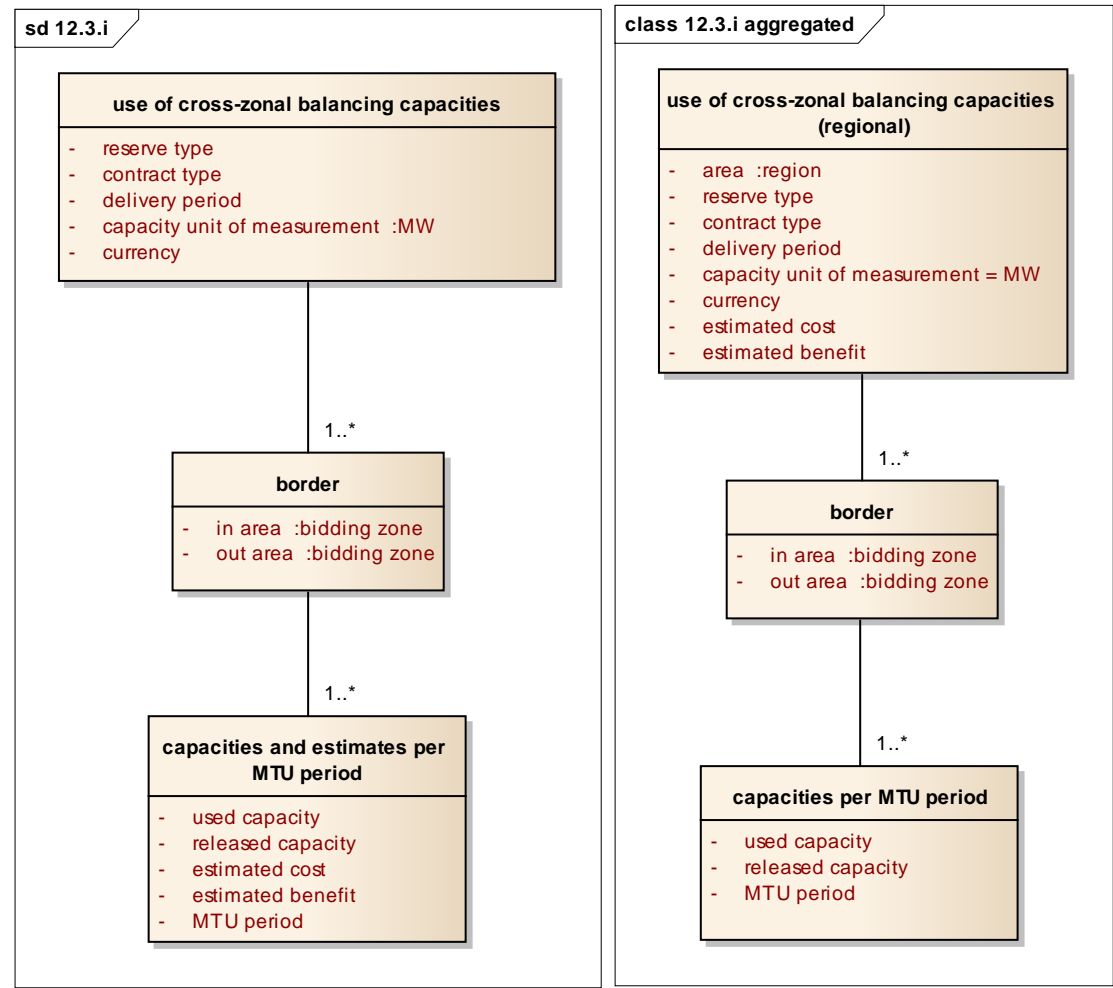 sd 12.3.i
use of cross-zonal balancing capacities
- reserve type
- contract type
- delivery period
- capacity unit of measurement :MW
- currency
1..*
border
- in area :bidding zone
- out area :bidding zone
1..*
capacities and estimates per
MTU period
- used capacity
- released capacity
- estimated cost
- estimated benefit
- MTU period
class 12.3.i aggregated
use of cross-zonal balancing capacities
(regional)
- area :region
- reserve type
- contract type
- delivery period
- capacity unit of measurement = MW
- currency
- estimated cost
- estimated benefit
1..*
border
- in area :bidding zone
- out area :bidding zone
1..*
capacities per MTU period
- used capacity
- released capacity
- MTU period